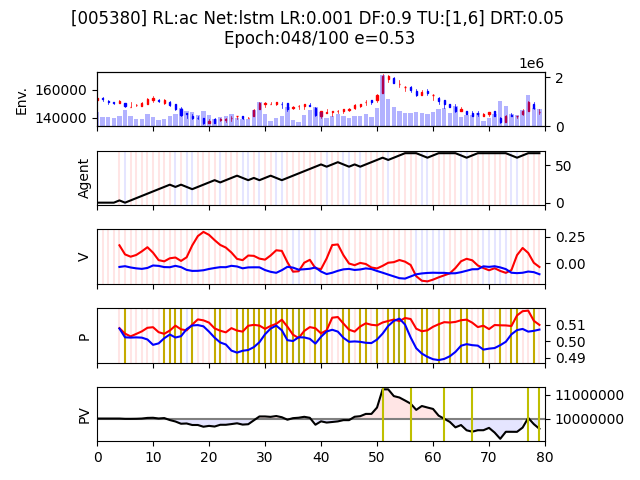 [005380] RL:ac Net:lstm LR:0.001 DF:0.9 TU:[1,6] DRT:0.05
Epoch:048/100 e=0.53
1e6
Env.
160000
140000
2
0
Agent
50
0
V
0.25
0.00
P
0.51
0.50
0.49
PV
11000000
10000000
0 10 20 30 40 50 60 70 80